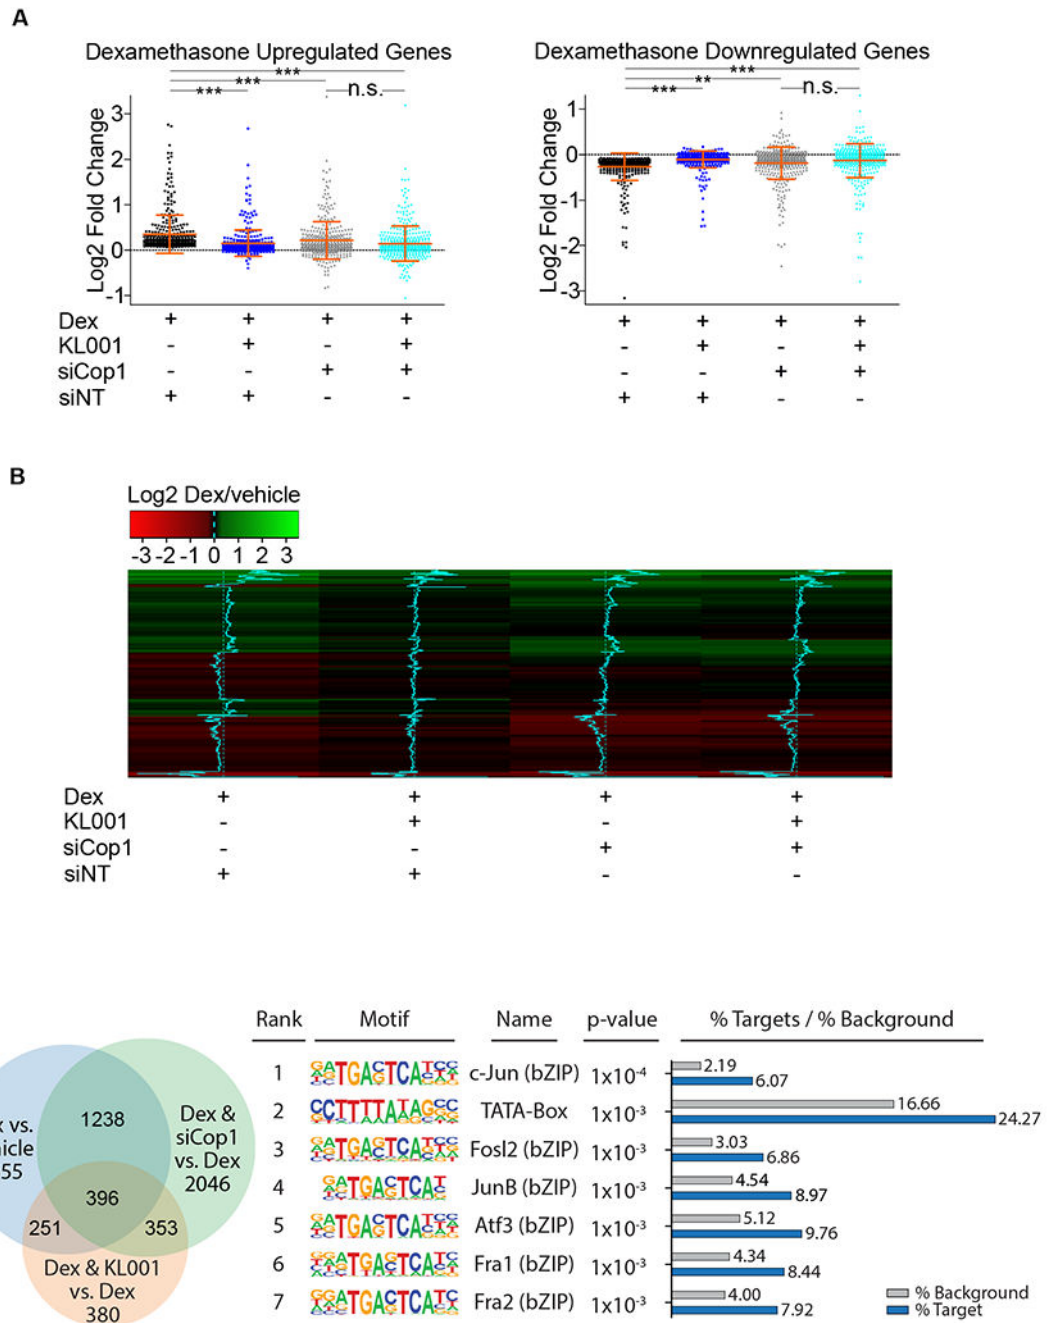 A
Dexamethasone Upregulated Genes
Dexamethasone Downregulated Genes
***
***
***
n.s.
***
**
***
n.s.
Log2 Fold Change
3
2
1
0
-1
Log2 Fold Change
1
0
-1
-2
-3
Dex + + + + + + + +
KL001 - + - + - + - +
siCop1 - - + + - - + +
siNT + + - - + + - -
B
Log2 Dex/vehicle
-3 -2 -1 0 1 2 3
Dex + + + +
KL001 - + - +
siCop1 - - + +
siNT + + - -
Rank Motif Name p-value % Targets / % Background
1 c-Jun (bZIP) 1x10-4 2.19 6.07
2 TATA-Box 1x10-3 16.66 24.27
3 Fosl2 (bZIP) 1x10-3 3.03 6.86
4 JunB (bZIP) 1x10-3 4.54 8.97
5 Atf3 (bZIP) 1x10-3 5.12 9.76
6 Fra1 (bZIP) 1x10-3 4.34 8.44
7 Fra2 (bZIP) 1x10-3 4.00 7.92
% Background
% Target
x vs.
nicle
55
1238
Dex &
siCop1
vs. Dex
2046
396
251
353
Dex & KL001
vs. Dex
380